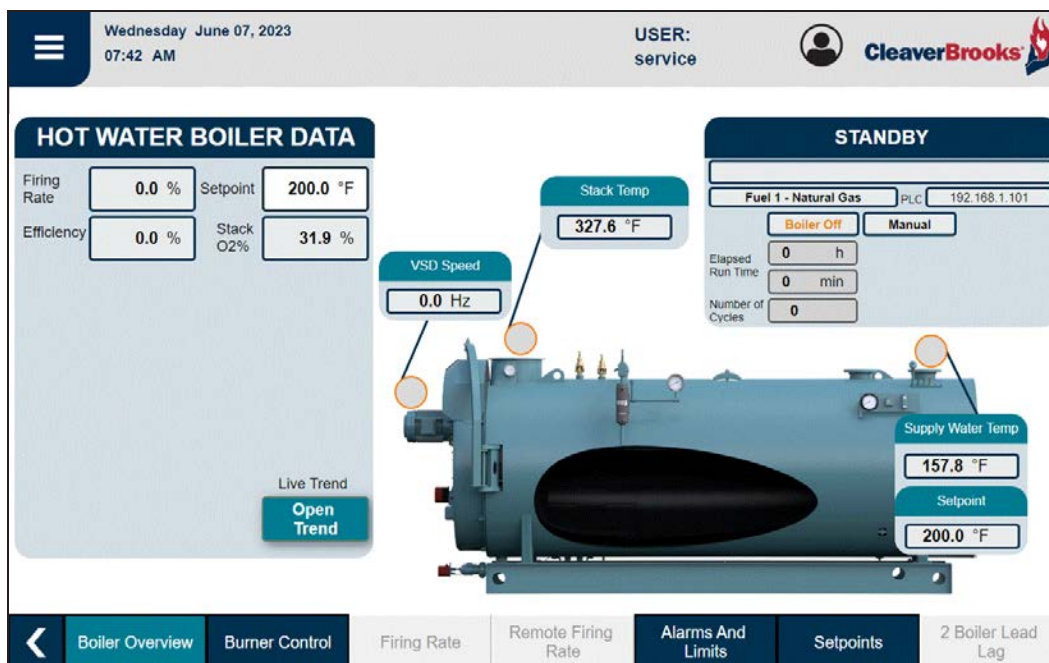 Wednesday June 07, 2023
07:42 AM
USER:
service
CleaverBrooks
HOT WATER BOILER DATA
Firing
Rate
0.0 %
Setpoint
200.0 °F
Efficiency
0.0 %
Stack
O2%
31.9 %
Live Trend
Open
Trend
VSD Speed
0.0 Hz
Stack Temp
327.6 °F
STANDBY
Fuel 1 - Natural Gas
PLC
192.168.1.101
Boiler Off
Manual
Elapsed
Run Time
0 h
0 min
Number of
Cycles
0
Supply Water Temp
157.8 °F
Setpoint
200.0 °F
Boiler Overview
Burner Control
Firing Rate
Remote Firing
Rate
Alarms And
Limits
Setpoints
2 Boiler Lead
Lag